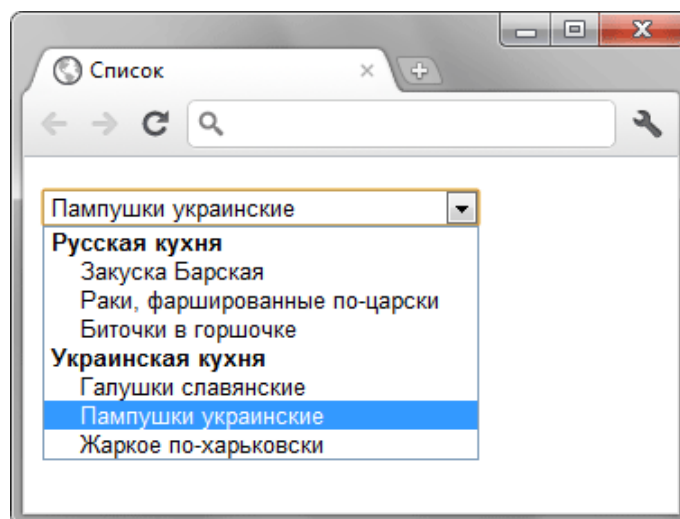 Список
Пампушки украинские
Русская кухня
Закуска Барская
Раки, фаршированные по-царски
Биточки в горшочке
Украинская кухня
Галушки славянские
Пампушки украинские
Жаркое по-харьковски